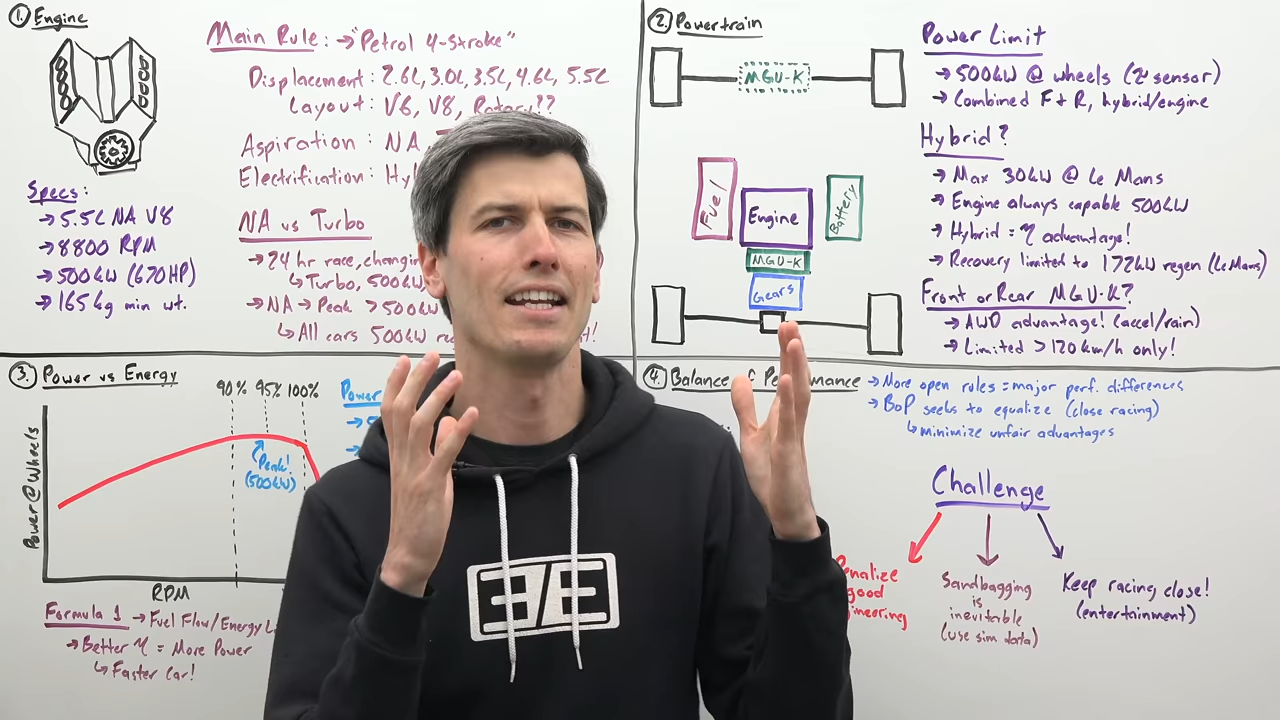 1. Engine
Main Rule: → "Petrol 4-Stroke"
Displacement: 2.6L, 3.0L, 3.5L, 4.6L, 5.5L
Layout: V6, V8, Rotary??
Aspiration: NA
Electrification:
Specs:
→ 5.5L NA V8
→ 8800 RPM
→ 500kW (670HP)
→ 165kg min wt.
NA vs Turbo
→ 24 hr race, changin
↳ Turbo, 500kW
→ NA → Peak > 500kW
↳ All cars 500kW
2. Powertrain
MGU-K
Fuel
Engine
Battery
MGU-K
Gears
Power Limit
→ 500kW @ wheels (sensor)
→ Combined F+R, hybrid/engine
Hybrid?
→ Max 30kW @ Le Mans
→ Engine always capable 500kW
→ Hybrid = η advantage!
→ Recovery limited to 172kW regen (Le Mans)
Front or Rear MGU-K?
→ AWD advantage! (accel/rain)
→ Limited >120km/h only!
3. Power vs Energy
90% 95% 100%
Power
Peak!
(500kW)
Power@Wheels
RPM
Formula 1 → Fuel Flow/Energy L
→ Better η = More Power
↳ Faster Car!
4. Balance of Performance
→ More open rules = major perf. differences
→ BoP seeks to equalize (close racing)
↳ minimize unfair advantages
Challenge
Penalize
good
gineering
Sandbagging
is
inevitable
(use sim data)
Keep racing close!
(entertainment)
E/E